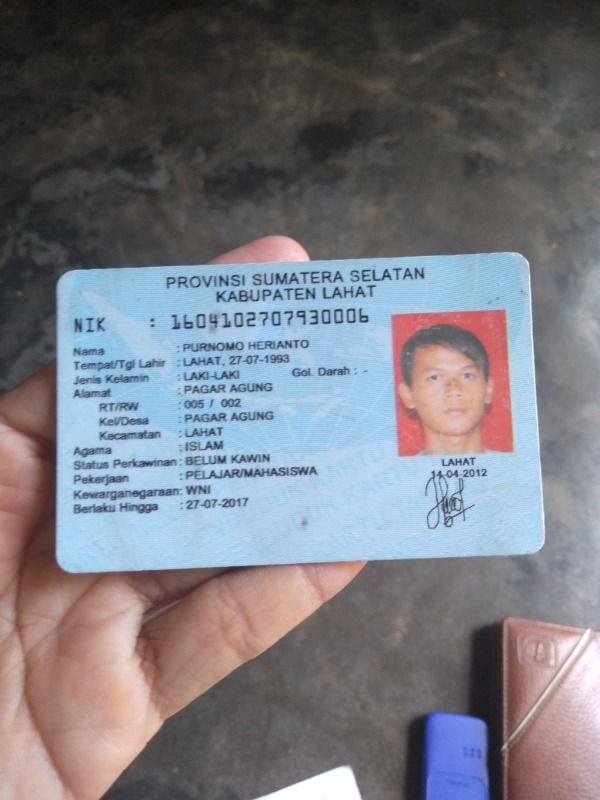 PROVINSI SUMATERA SELATAN
KABUPATEN LAHAT
NIK : 1604102707930006
Nama : PURNOMO HERIANTO
Tempat/Tgl Lahir : LAHAT, 27-07-1993
Jenis Kelamin : LAKI-LAKI Gol. Darah : -
Alamat : PAGAR AGUNG
RT/RW : 005 / 002
Kel/Desa : PAGAR AGUNG
Kecamatan : LAHAT
Agama : ISLAM
Status Perkawinan : BELUM KAWIN
Pekerjaan : PELAJAR/MAHASISWA
Kewarganegaraan: WNI
Berlaku Hingga : 27-07-2017
LAHAT
14-04-2012